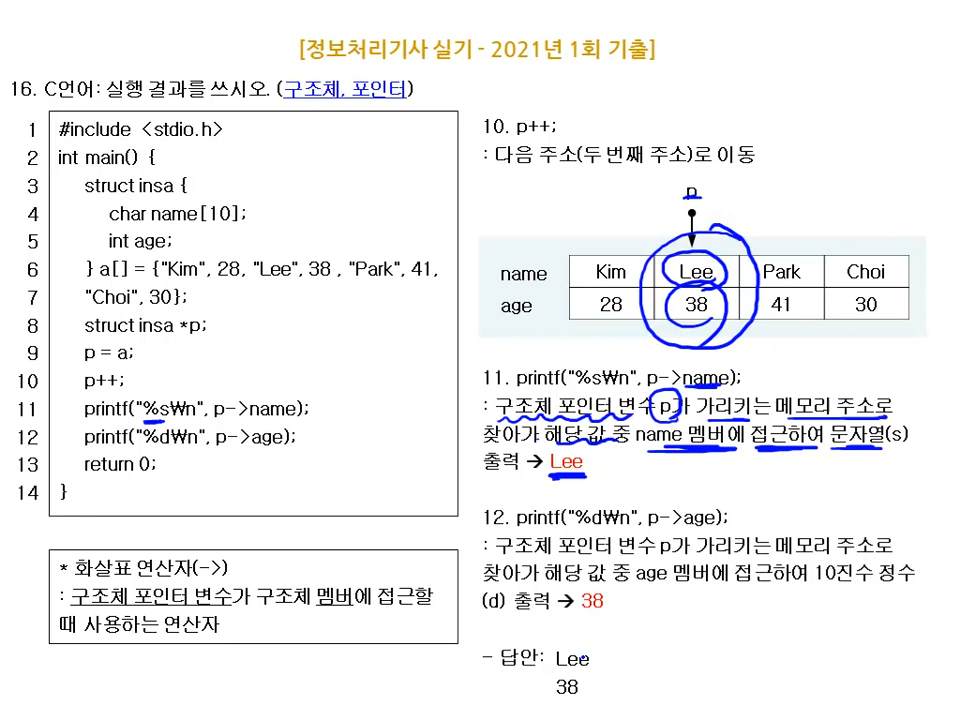 [정보처리기사 실기 - 2021년 1회 기출]
16. C언어: 실행 결과를 쓰시오. (구조체, 포인터)
1 #include <stdio.h>
2 int main() {
3 struct insa {
4 char name[10];
5 int age;
6 } a[] = {"Kim", 28, "Lee", 38 , "Park", 41,
7 "Choi", 30};
8 struct insa *p;
9 p = a;
10 p++;
11 printf("%s₩n", p->name);
12 printf("%d₩n", p->age);
13 return 0;
14 }
* 화살표 연산자(->)
: 구조체 포인터 변수가 구조체 멤버에 접근할
때 사용하는 연산자
10. p++;
: 다음 주소(두 번째 주소)로 이동
p
name Kim Lee Park Choi
age 28 38 41 30
11. printf("%s₩n", p->name);
: 구조체 포인터 변수 p가 가리키는 메모리 주소로
찾아가 해당 값 중 name 멤버에 접근하여 문자열(s)
출력 → Lee
12. printf("%d₩n", p->age);
: 구조체 포인터 변수 p가 가리키는 메모리 주소로
찾아가 해당 값 중 age 멤버에 접근하여 10진수 정수
(d) 출력 → 38
- 답안: Lee
38